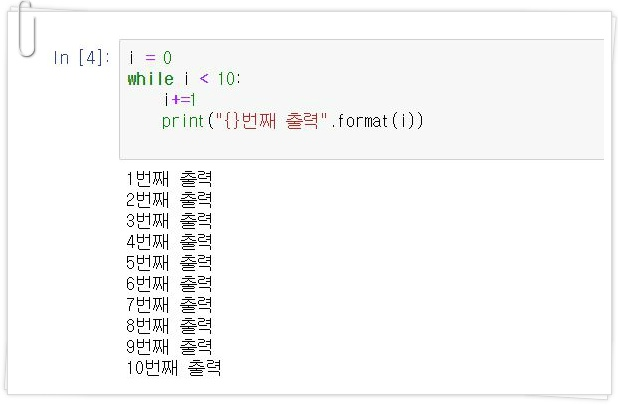 In [4]:
i = 0
while i < 10:
    i+=1
    print("{}번째 출력".format(i))
1번째 출력
2번째 출력
3번째 출력
4번째 출력
5번째 출력
6번째 출력
7번째 출력
8번째 출력
9번째 출력
10번째 출력